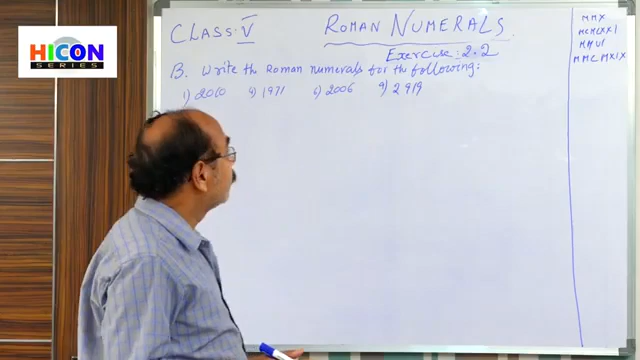 HICON
SERIES
CLASS: V ROMAN NUMERALS
Exercise: 2.2
B. Write the Roman numerals for the following:
1) 2010 4) 1971 6) 2006 9) 2919
MMX
MCMLXXI
MMVI
MMCMXIX